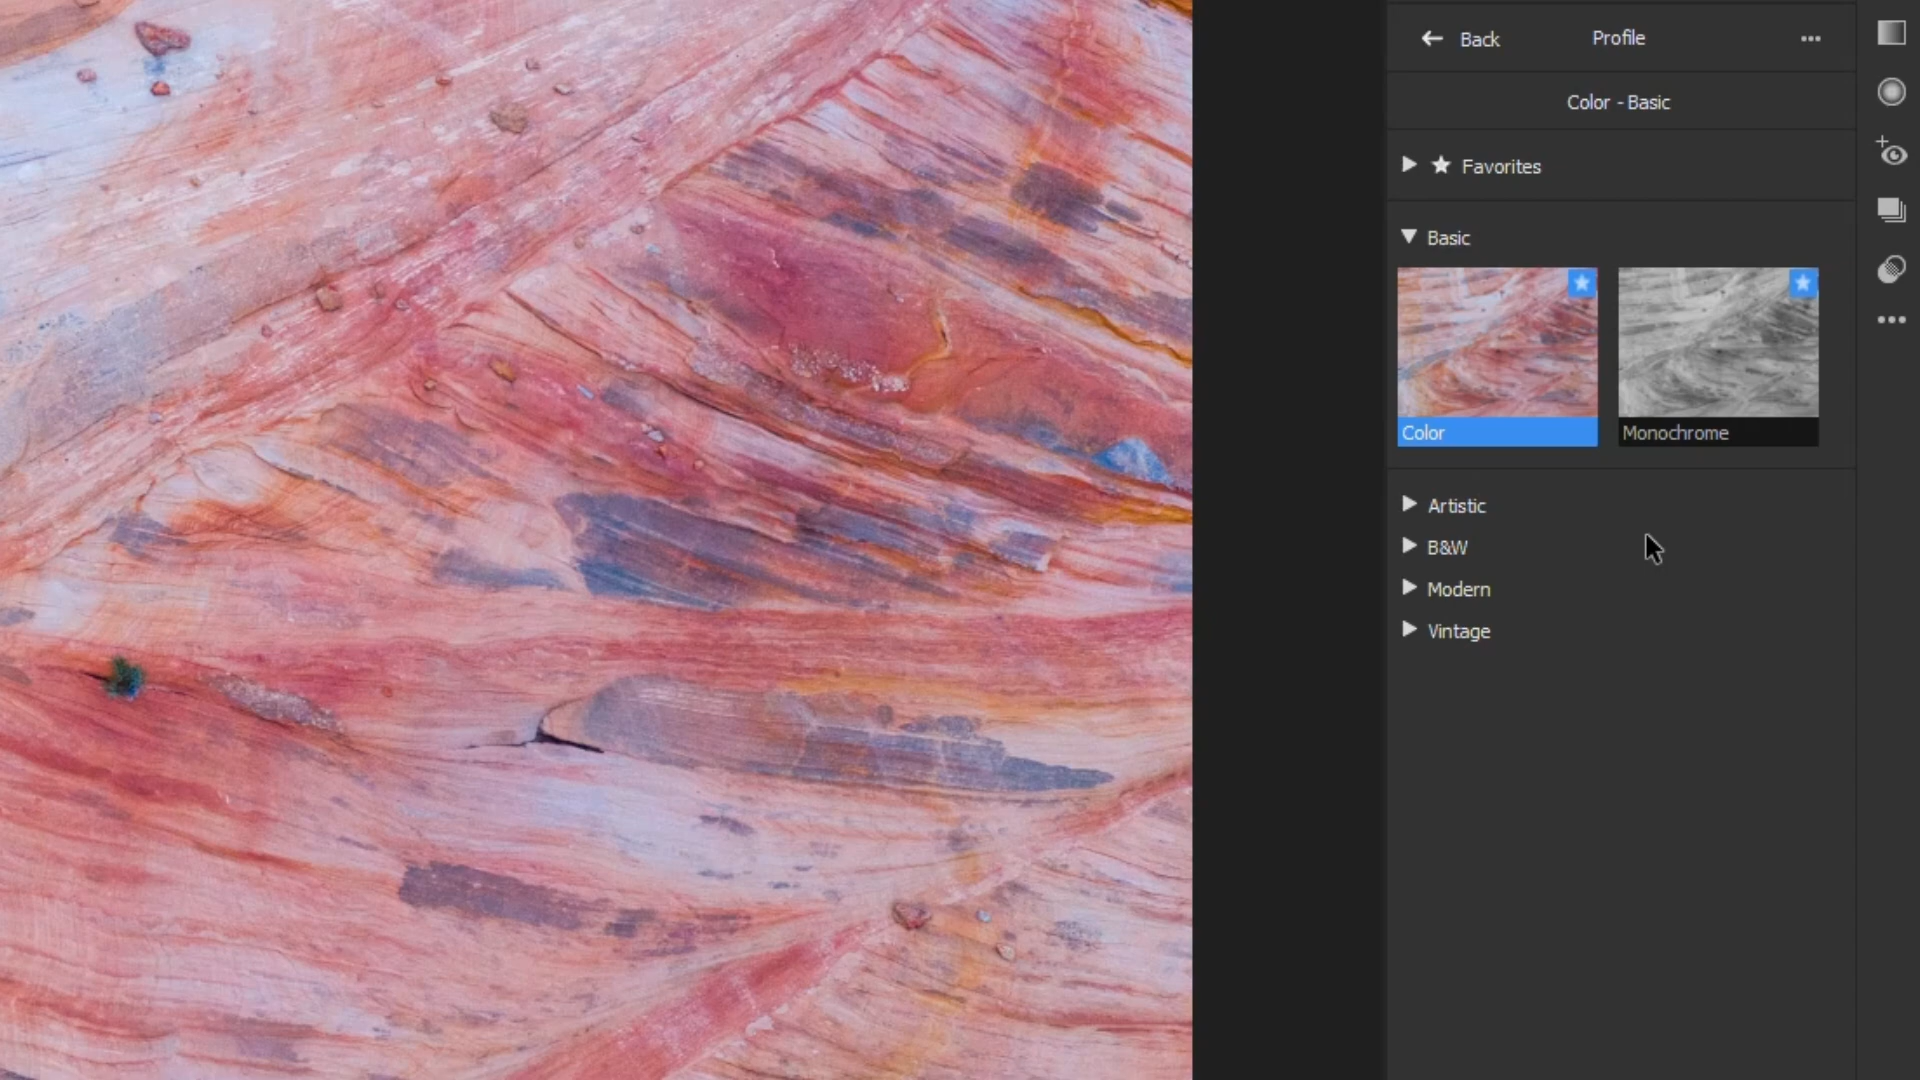 Back
Profile
Color - Basic
Favorites
Basic
Color
Monochrome
Artistic
B&W
Modern
Vintage